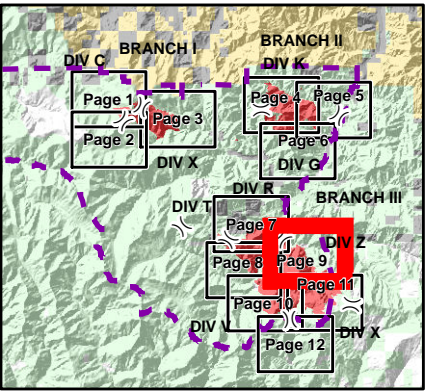 BRANCH I
BRANCH II
DIV C
DIV K
Page 1
Page 4
Page 5
Page 3
Page 2
Page 6
DIV X
DIV G
DIV R
BRANCH III
DIV T
Page 7
DIV Z
Page 8
Page 9
Page 11
Page 10
DIV V
DIV X
Page 12